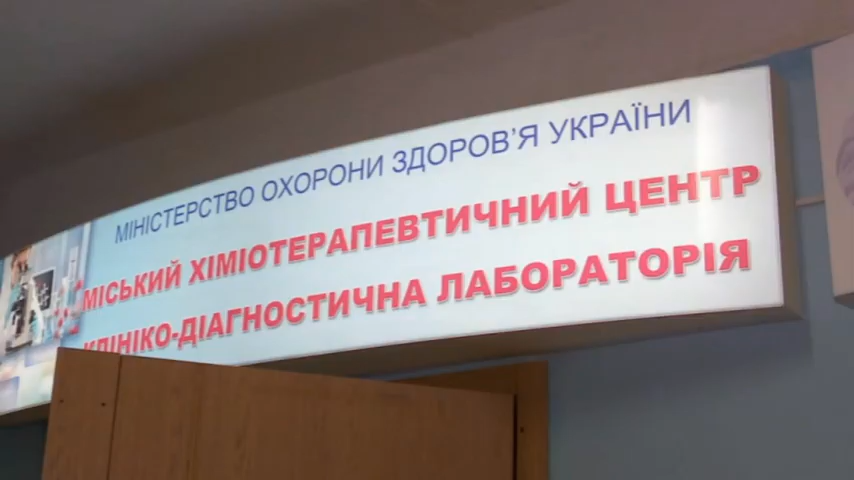 МІНІСТЕРСТВО ОХОРОНИ ЗДОРОВ'Я УКРАЇНИ
МІСЬКИЙ ХІМІОТЕРАПЕВТИЧНИЙ ЦЕНТР
КЛІНІКО-ДІАГНОСТИЧНА ЛАБОРАТОРІЯ